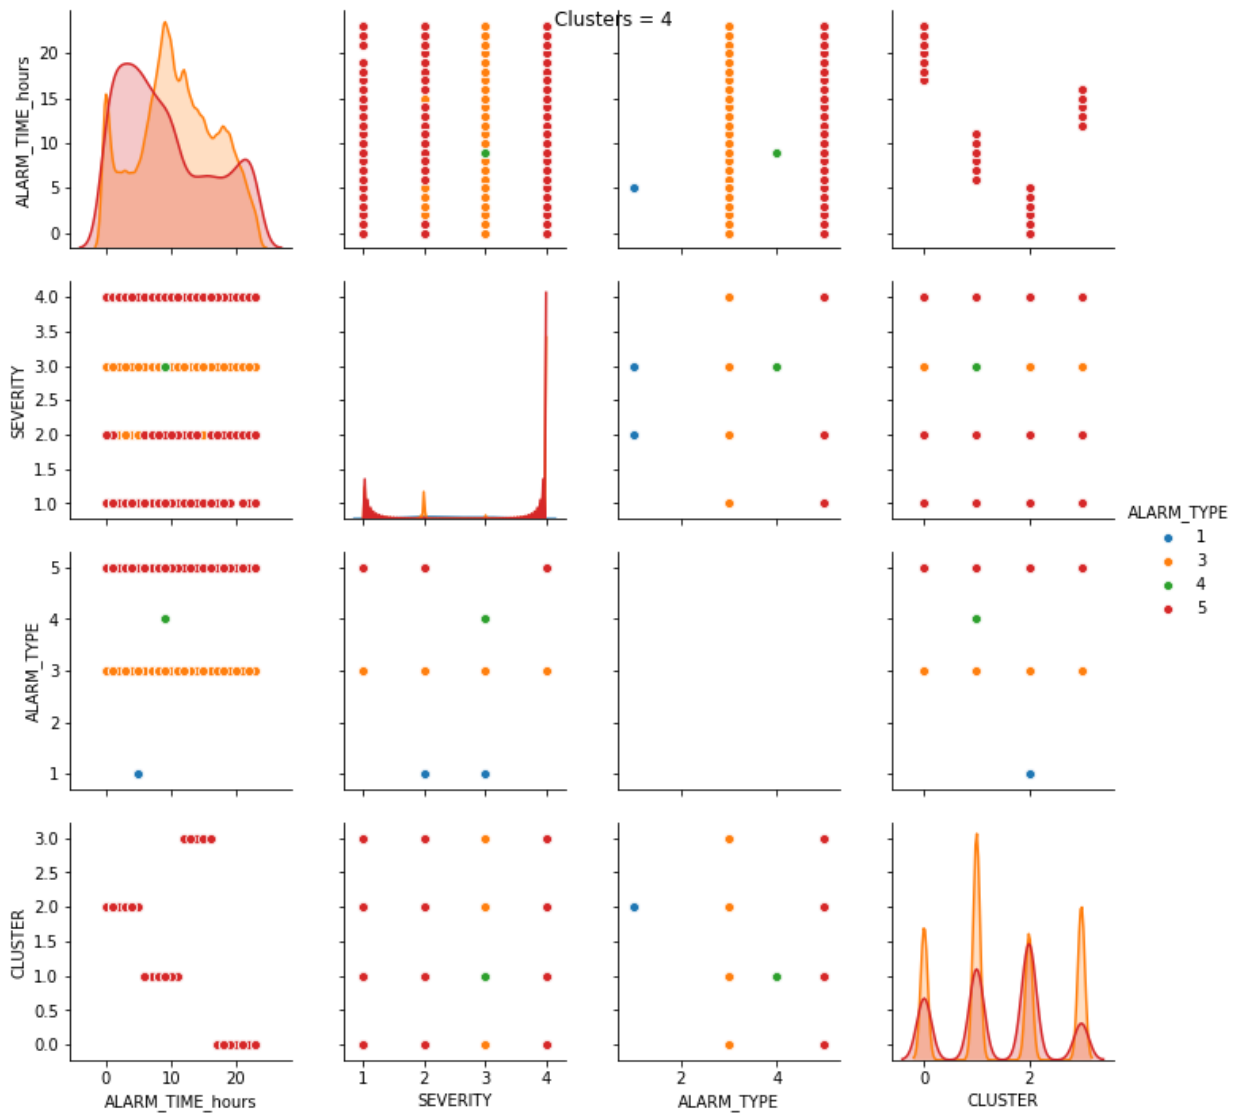 Clusters = 4
ALARM_TIME_hours
20
15
10
5
0
SEVERITY
4.0
3.5
3.0
2.5
2.0
1.5
1.0
ALARM_TYPE
1
3
4
5
ALARM_TYPE
5
4
3
2
1
CLUSTER
3.0
2.5
2.0
1.5
1.0
0.5
0.0
0 10 20
1 2 3 4
2 4
0 2
ALARM_TIME_hours
SEVERITY
ALARM_TYPE
CLUSTER